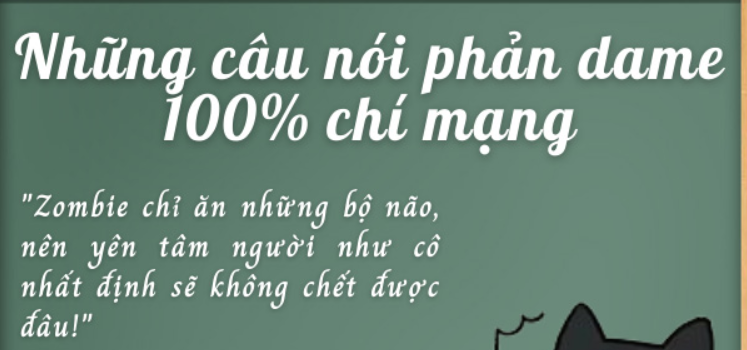 Những câu nói phản dame
100% chí mạng
"Zombie chỉ ăn những bộ não,
nên yên tâm người như cô
nhất định sẽ không chết được
đâu!"